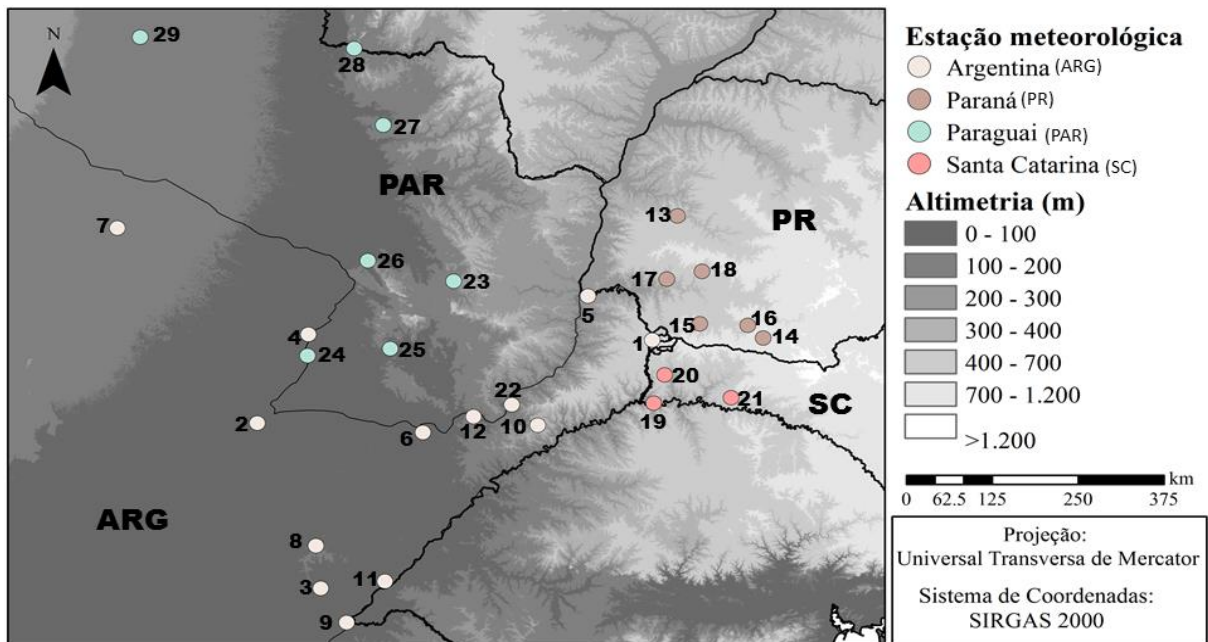 N
29
28
27
PAR
7
13
PR
26
23
18
17
5
4
24
25
15
16
14
1
20
22
21
SC
19
2
6
12
10
ARG
8
11
3
9
Estação meteorológica
Argentina (ARG)
Paraná (PR)
Paraguai (PAR)
Santa Catarina (SC)
Altimetria (m)
0 - 100
100 - 200
200 - 300
300 - 400
400 - 700
700 - 1.200
>1.200
km
0 62.5 125 250 375
Projeção:
Universal Transversa de Mercator
Sistema de Coordenadas:
SIRGAS 2000